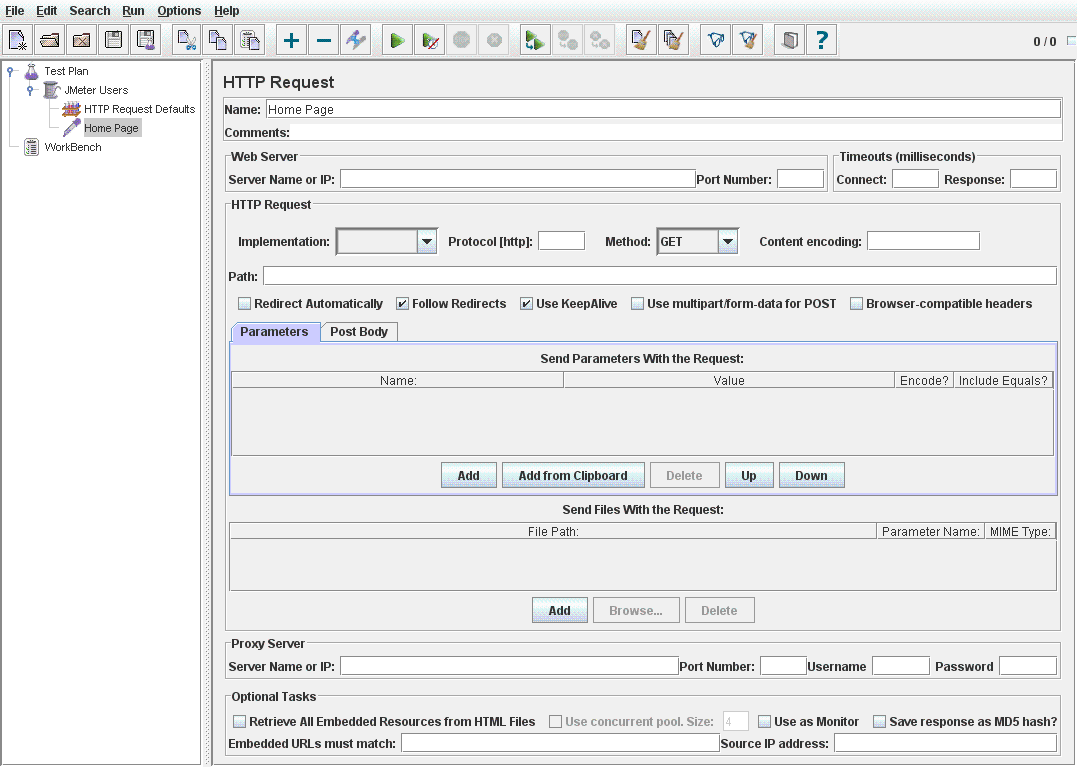 File Edit Search Run Options Help
? 0 / 0
Test Plan
JMeter Users
HTTP Request Defaults
Home Page
WorkBench
HTTP Request
Name: Home Page
Comments:
Web Server
Server Name or IP: Port Number:
Timeouts (milliseconds)
Connect: Response:
HTTP Request
Implementation: Protocol [http]: Method: GET Content encoding:
Path:
Redirect Automatically Follow Redirects Use KeepAlive Use multipart/form-data for POST Browser-compatible headers
Parameters Post Body
Send Parameters With the Request:
Name: Value Encode? Include Equals?
Add Add from Clipboard Delete Up Down
Send Files With the Request:
File Path: Parameter Name: MIME Type:
Add Browse... Delete
Proxy Server
Server Name or IP: Port Number: Username Password
Optional Tasks
Retrieve All Embedded Resources from HTML Files Use concurrent pool. Size: 4 Use as Monitor Save response as MD5 hash?
Embedded URLs must match: Source IP address: